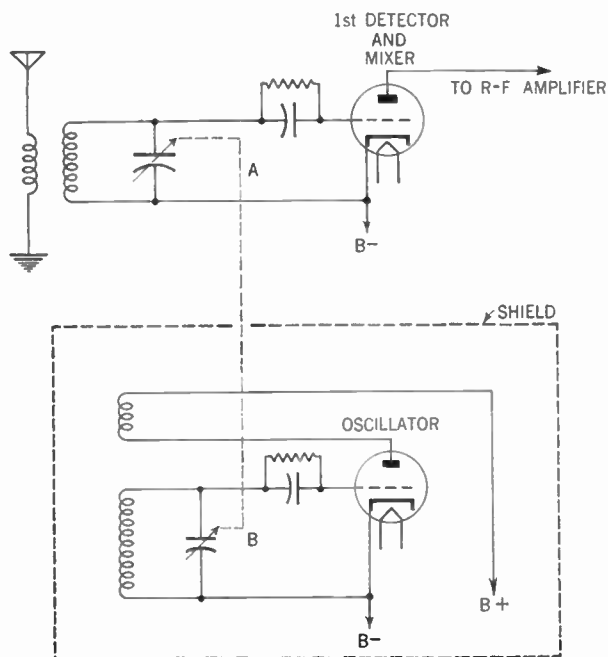 1st DETECTOR
AND
MIXER
TO R-F AMPLIFIER
A
B-
SHIELD
OSCILLATOR
B
B+
B-